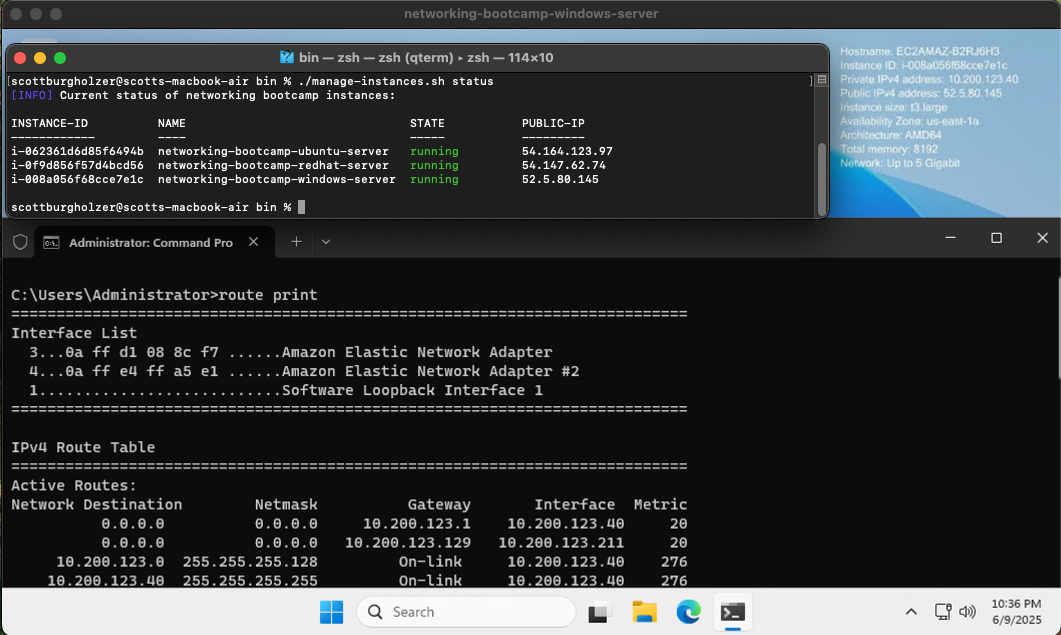 networking-bootcamp-windows-server
bin — zsh — zsh (qterm) ▸ zsh — 114×10
[scottburgholzer@scotts-macbook-air bin % ./manage-instances.sh status ]
[INFO] Current status of networking bootcamp instances:
INSTANCE-ID NAME STATE PUBLIC-IP
------------ ---- ----- ---------
i-062361d6d85f6494b networking-bootcamp-ubuntu-server running 54.164.123.97
i-0f9d856f57d4bcd56 networking-bootcamp-redhat-server running 54.147.62.74
i-008a056f68cce7e1c networking-bootcamp-windows-server running 52.5.80.145
scottburgholzer@scotts-macbook-air bin %
Hostname: EC2AMAZ-B2RJ6H3
Instance ID: i-008a056f68cce7e1c
Private IPv4 address: 10.200.123.40
Public IPv4 address: 52.5.80.145
Instance size: t3.large
Availability Zone: us-east-1a
Architecture: AMD64
Total memory: 8192
Network: Up to 5 Gigabit
Administrator: Command Pro
C:\Users\Administrator>route print
===========================================================================
Interface List
3...0a ff d1 08 8c f7 ......Amazon Elastic Network Adapter
4...0a ff e4 ff a5 e1 ......Amazon Elastic Network Adapter #2
1...........................Software Loopback Interface 1
===========================================================================
IPv4 Route Table
===========================================================================
Active Routes:
Network Destination Netmask Gateway Interface Metric
0.0.0.0 0.0.0.0 10.200.123.1 10.200.123.40 20
0.0.0.0 0.0.0.0 10.200.123.129 10.200.123.211 20
10.200.123.0 255.255.255.128 On-link 10.200.123.40 276
10.200.123.40 255.255.255.255 On-link 10.200.123.40 276
Search
10:36 PM
6/9/2025